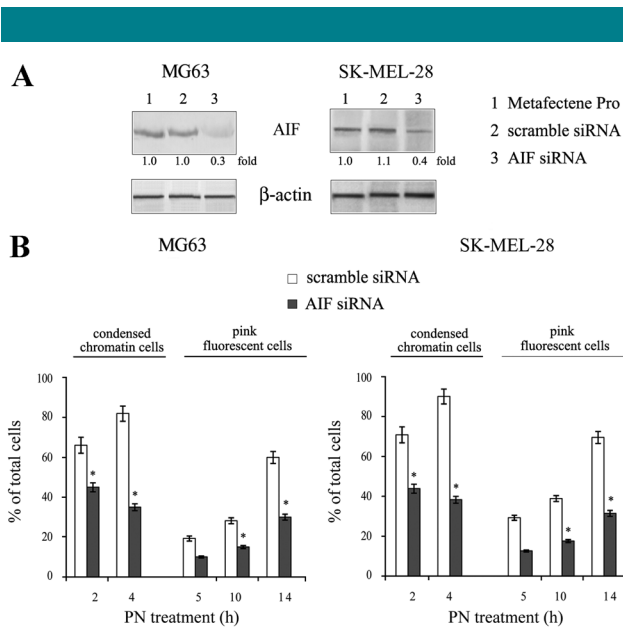 A
MG63 SK-MEL-28
1 2 3 1 2 3
AIF
1.0 1.0 0.3 fold 1.0 1.1 0.4 fold
β-actin
1 Metafectene Pro
2 scramble siRNA
3 AIF siRNA
B
MG63 SK-MEL-28
scramble siRNA
AIF siRNA
condensed
chromatin cells
pink
fluorescent cells
% of total cells
100
80
60
40
20
0
* * * *
2 4 5 10 14
PN treatment (h)
condensed
chromatin cells
pink
fluorescent cells
% of total cells
100
80
60
40
20
0
* * * *
2 4 5 10 14
PN treatment (h)